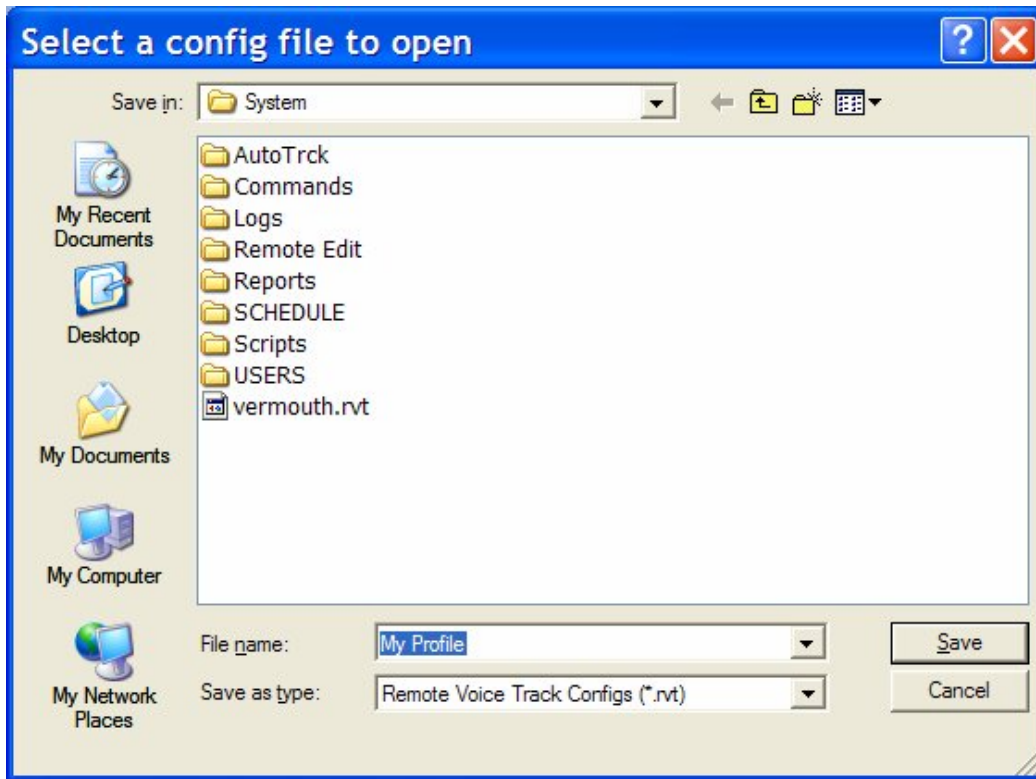 Select a config file to open
Save in: System
My Recent
Documents
Desktop
My Documents
My Computer
My Network
Places
AutoTrck
Commands
Logs
Remote Edit
Reports
SCHEDULE
Scripts
USERS
vermouth.rvt
File name: My Profile Save
Save as type: Remote Voice Track Configs (*.rvt) Cancel